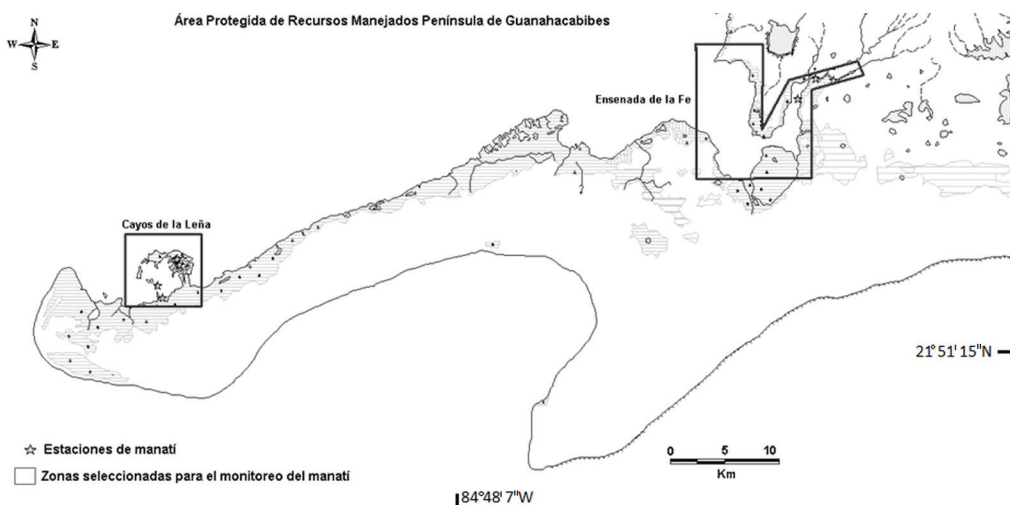 Área Protegida de Recursos Manejados Península de Guanahacabibes
N
W E
S
Ensenada de la Fe
Cayos de la Leña
21° 51' 15"N
Estaciones de manatí
0 5 10
Km
Zonas seleccionadas para el monitoreo del manatí
84°48' 7"W